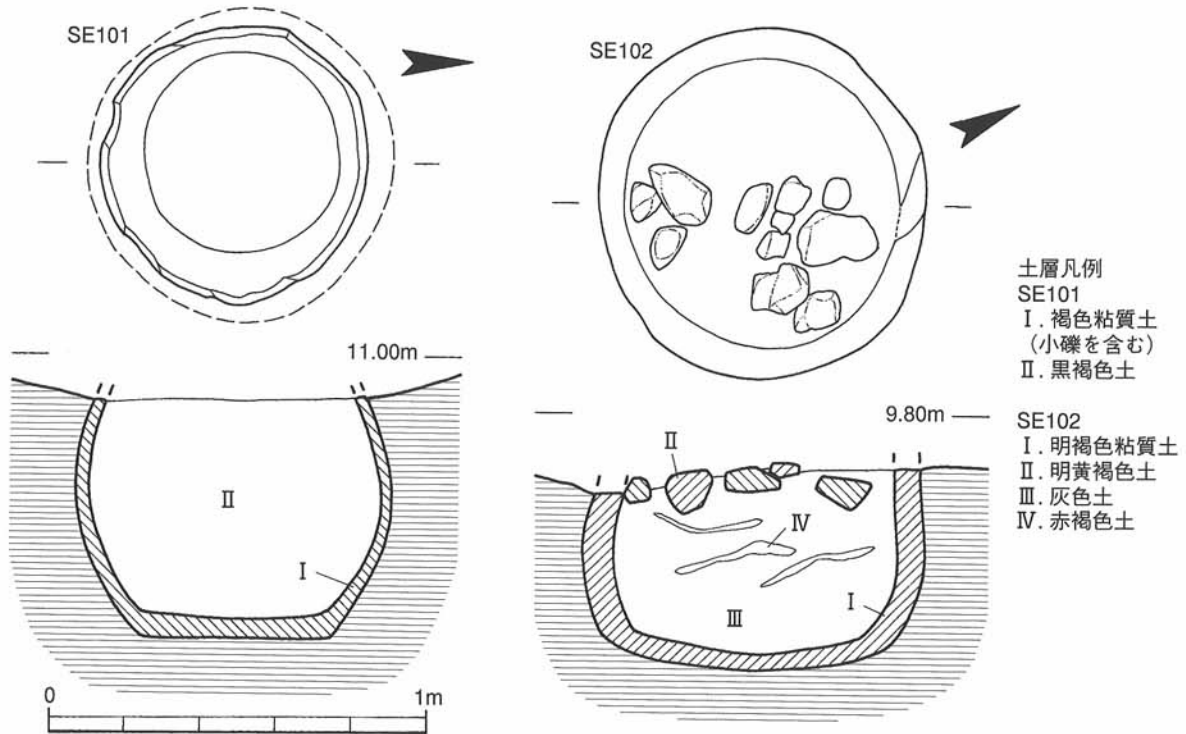 SE101
SE102
11.00m
9.80m
Ⅱ
Ⅰ
Ⅱ
Ⅳ
Ⅲ
Ⅰ
0
1m
土層凡例
SE101
Ⅰ. 褐色粘質土
(小礫を含む)
Ⅱ. 黒褐色土
SE102
Ⅰ. 明褐色粘質土
Ⅱ. 明黄褐色土
Ⅲ. 灰色土
Ⅳ. 赤褐色土